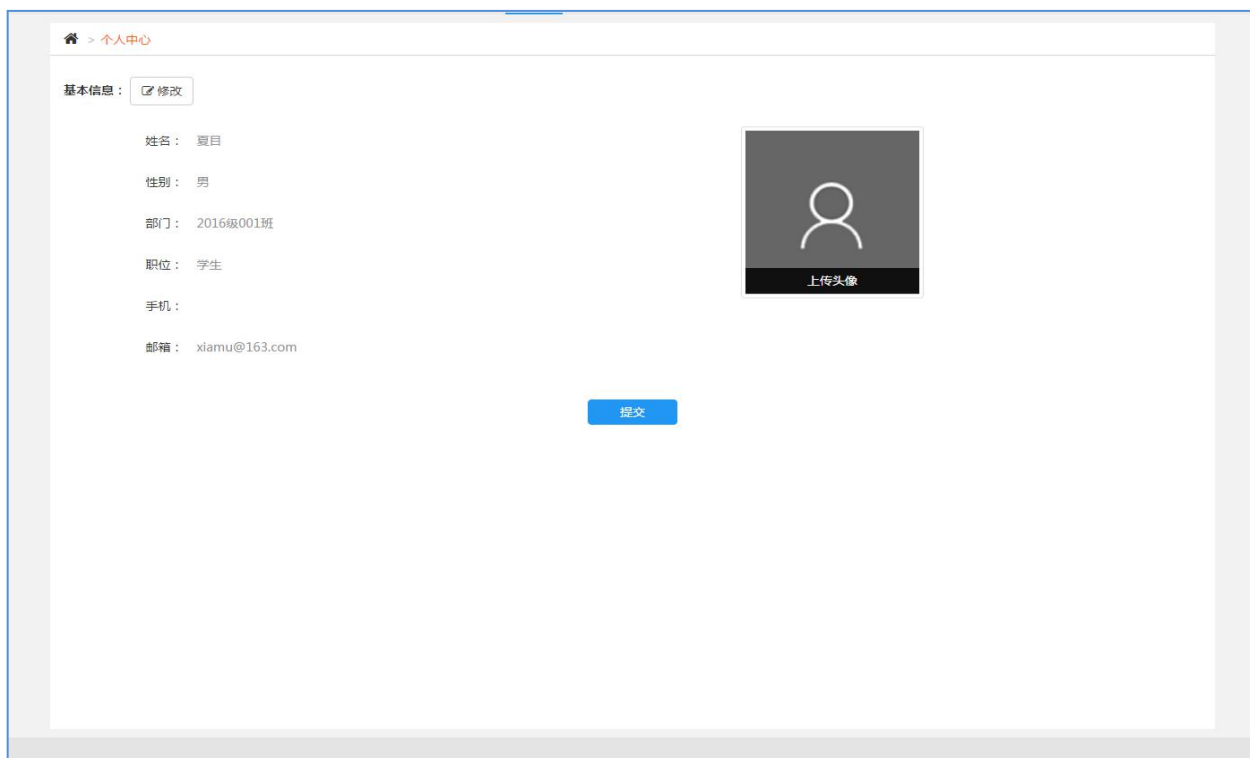 > 个人中心
基本信息： 修改
姓名： 夏目
性别： 男
部门： 2016级001班
职位： 学生
手机：
邮箱： xiamu@163.com
上传头像
提交